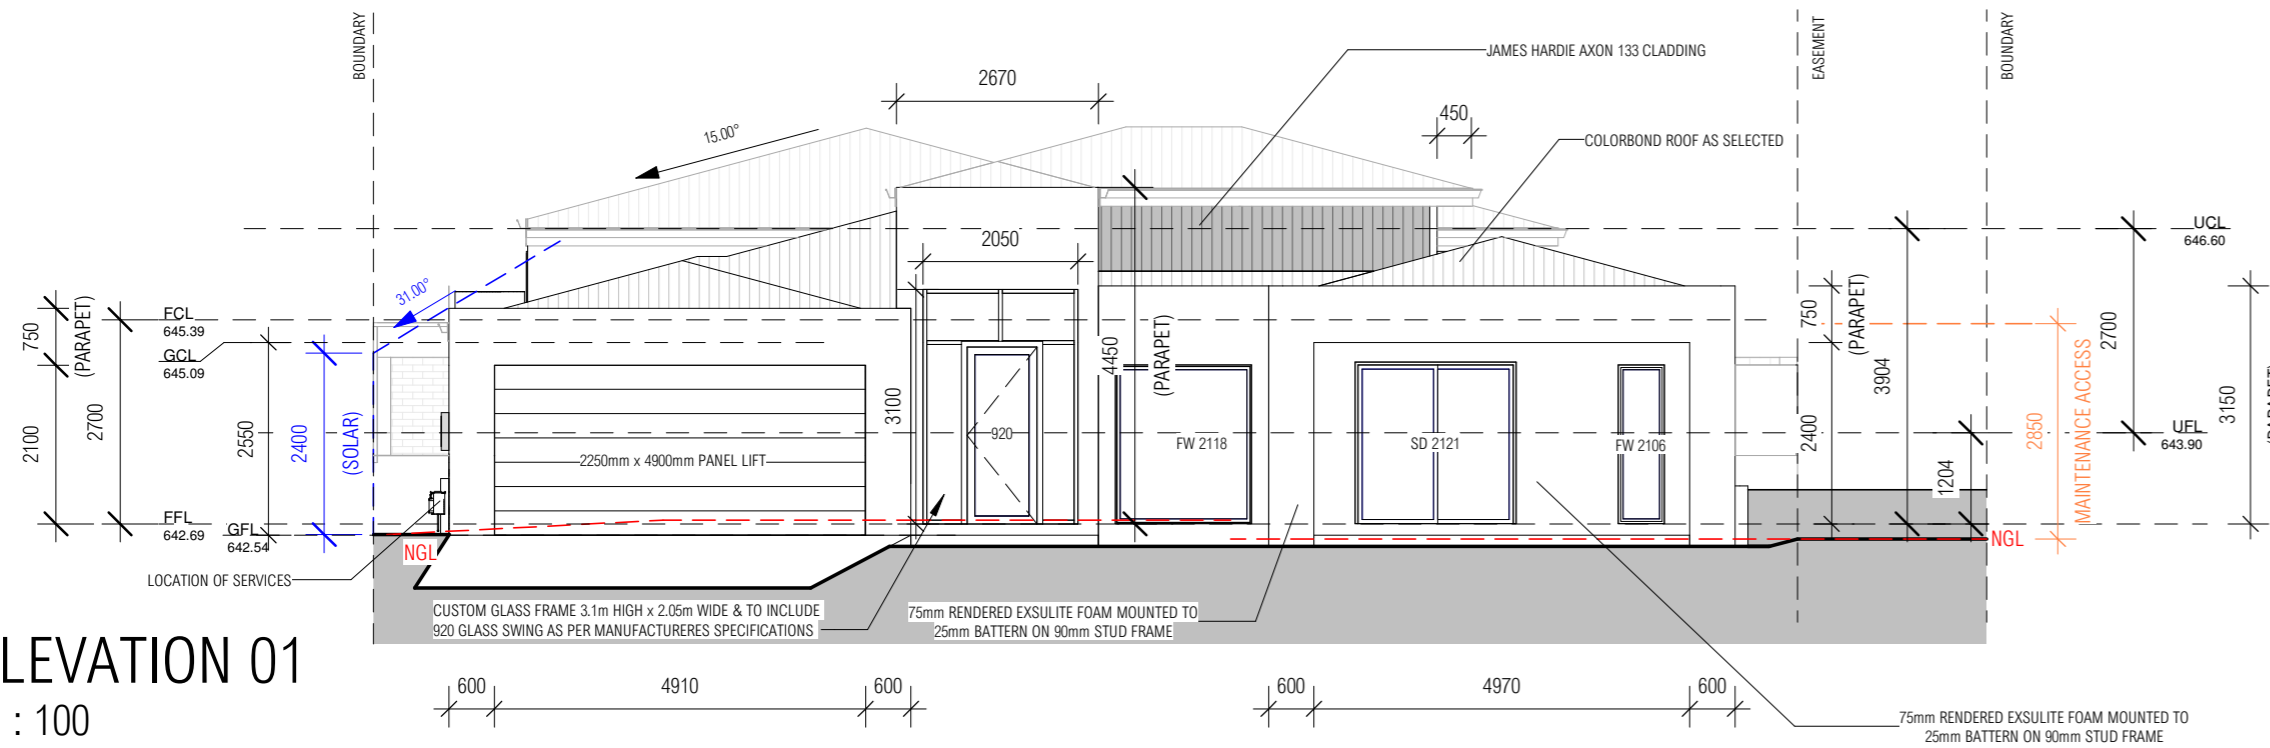 BOUNDARY
EASEMENT
BOUNDARY
JAMES HARDIE AXON 133 CLADDING
2670
450
15.00°
COLORBOND ROOF AS SELECTED
2050
UCL
646.60
31.00°
750
(PARAPET)
FCL
645.39
GCL
645.09
2100
2700
2550
2400
(SOLAR)
3100
4450
(PARAPET)
750
(PARAPET)
3904
2700
2400
3150
MAINTENANCE ACCESS
2850
1204
UFL
643.90
920
FW 2118
SD 2121
FW 2106
2250mm x 4900mm PANEL LIFT
FFL
642.69
GFL
642.54
NGL
NGL
LOCATION OF SERVICES
CUSTOM GLASS FRAME 3.1m HIGH x 2.05m WIDE & TO INCLUDE
920 GLASS SWING AS PER MANUFACTURERES SPECIFICATIONS
75mm RENDERED EXSULITE FOAM MOUNTED TO
25mm BATTERN ON 90mm STUD FRAME
LEVATION 01
: 100
600
4910
600
600
4970
600
75mm RENDERED EXSULITE FOAM MOUNTED TO
25mm BATTERN ON 90mm STUD FRAME